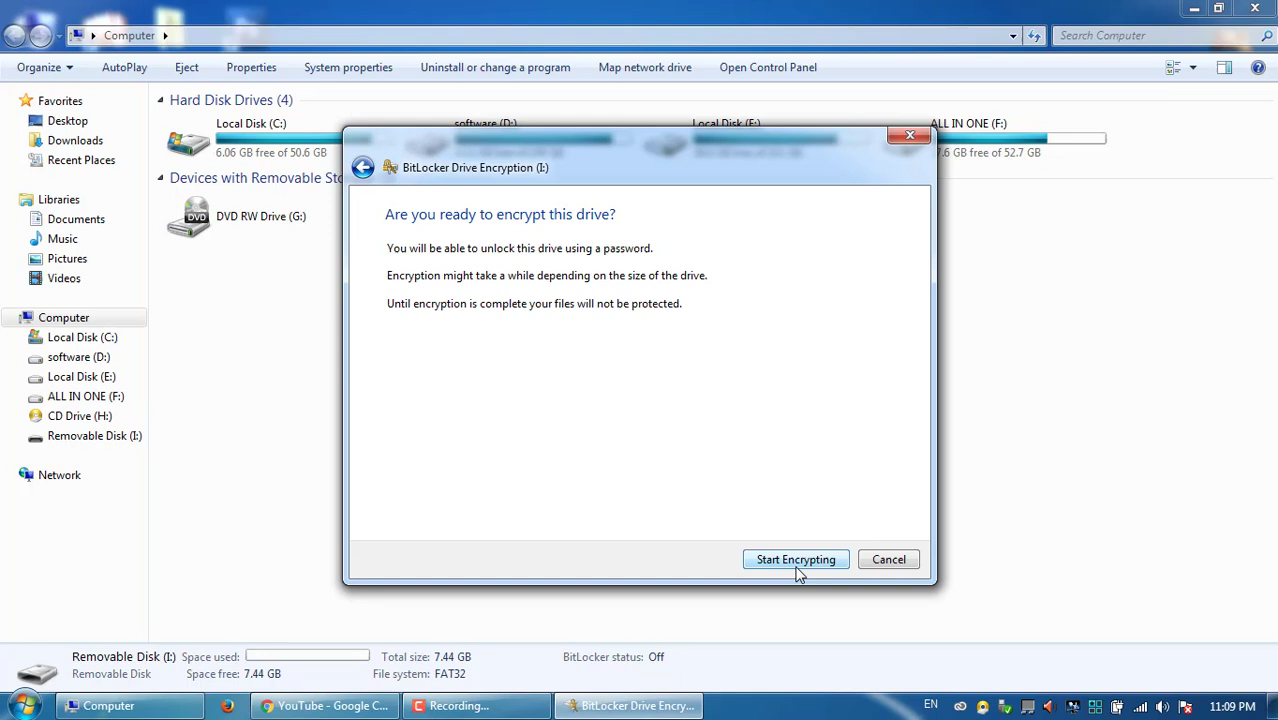 Computer
Search Computer
Organize
AutoPlay
Eject
Properties
System properties
Uninstall or change a program
Map network drive
Open Control Panel
Favorites
Desktop
Downloads
Recent Places
Libraries
Documents
Music
Pictures
Videos
Computer
Local Disk (C:)
software (D:)
Local Disk (E:)
ALL IN ONE (F:)
CD Drive (H:)
Removable Disk (I:)
Network
Hard Disk Drives (4)
Local Disk (C:)
6.06 GB free of 50.6 GB
software (D:)
Local Disk (E:)
ALL IN ONE (F:)
7.6 GB free of 52.7 GB
Devices with Removable Sto
DVD
DVD RW Drive (G:)
BitLocker Drive Encryption (I:)
Are you ready to encrypt this drive?
You will be able to unlock this drive using a password.
Encryption might take a while depending on the size of the drive.
Until encryption is complete your files will not be protected.
Start Encrypting
Cancel
Removable Disk (I:)
Space used:
Total size: 7.44 GB
BitLocker status: Off
Removable Disk
Space free: 7.44 GB
File system: FAT32
Computer
YouTube - Google C...
Recording...
BitLocker Drive Encry...
EN
11:09 PM